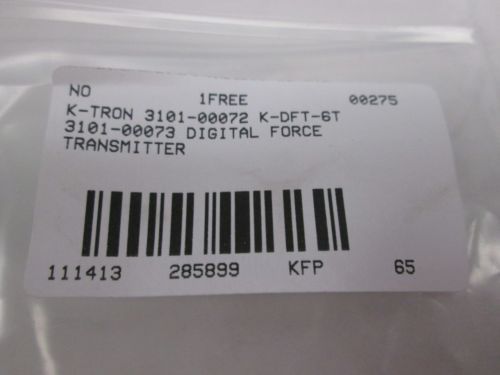 NO 1FREE 00275
K-TRON 3101-00072 K-DFT-6T
3101-00073 DIGITAL FORCE
TRANSMITTER
111413 285899 KFP 65